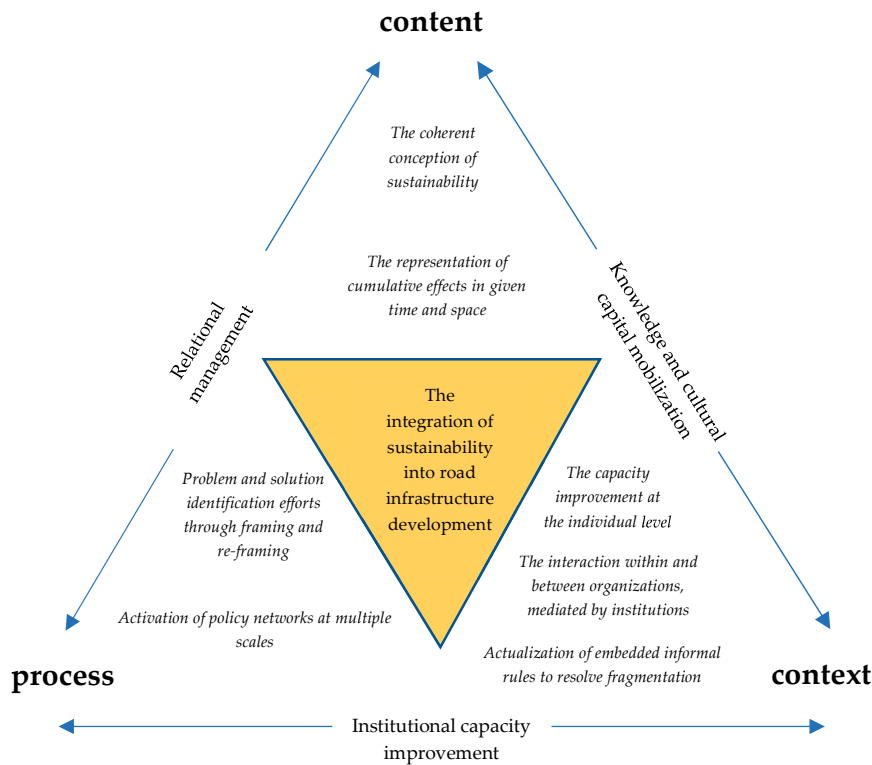 content
The coherent
conception of
sustainability
The representation of
cumulative effects in given
time and space
Relational
management
Knowledge and cultural
capital mobilization
The
integration of
sustainability
into road
infrastructure
development
Problem and solution
identification efforts
through framing and
re-framing
Activation of policy networks at multiple
scales
The capacity
improvement at
the individual level
The interaction within and
between organizations,
mediated by institutions
Actualization of embedded informal
rules to resolve fragmentation
process
context
Institutional capacity
improvement